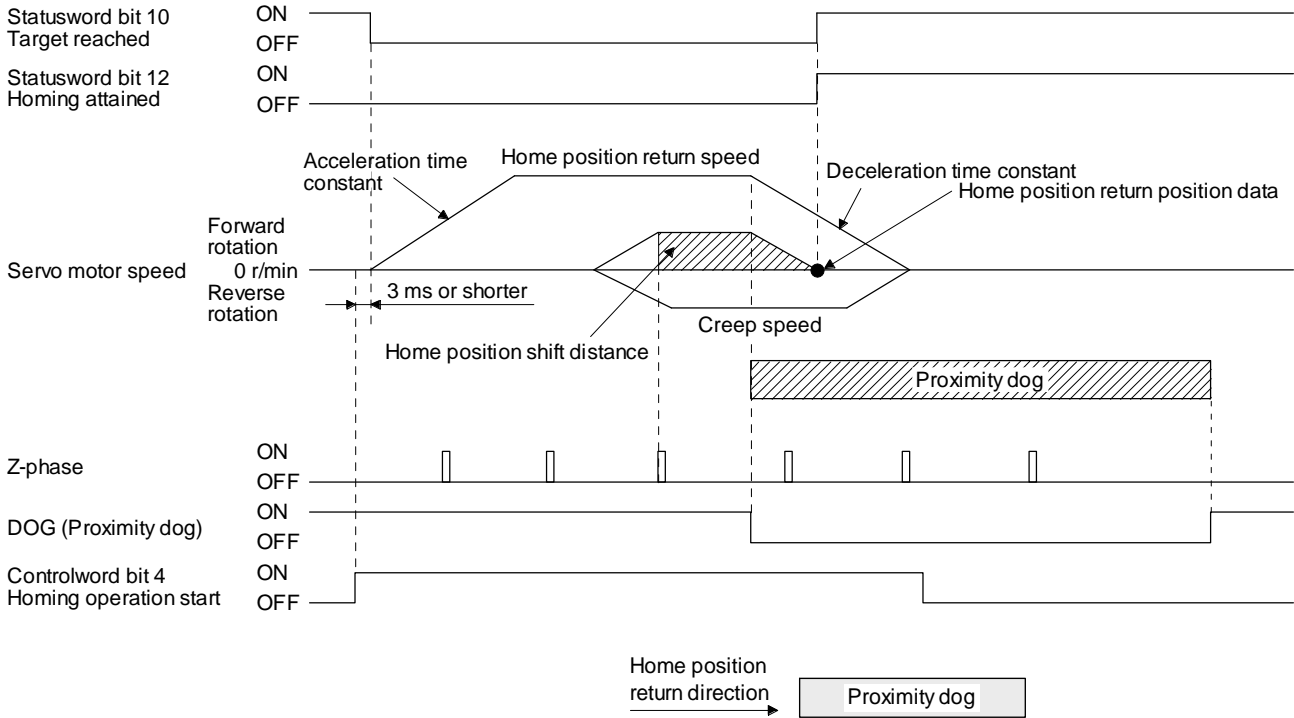 Statusword bit 10
Target reached
ON
OFF
Statusword bit 12
Homing attained
ON
OFF
Acceleration time
constant
Home position return speed
Deceleration time constant
Home position return position data
Forward
rotation
Servo motor speed
0 r/min
Reverse
rotation
3 ms or shorter
Creep speed
Home position shift distance
Proximity dog
Z-phase
ON
OFF
DOG (Proximity dog)
ON
OFF
Controlword bit 4
Homing operation start
ON
OFF
Home position
return direction
Proximity dog